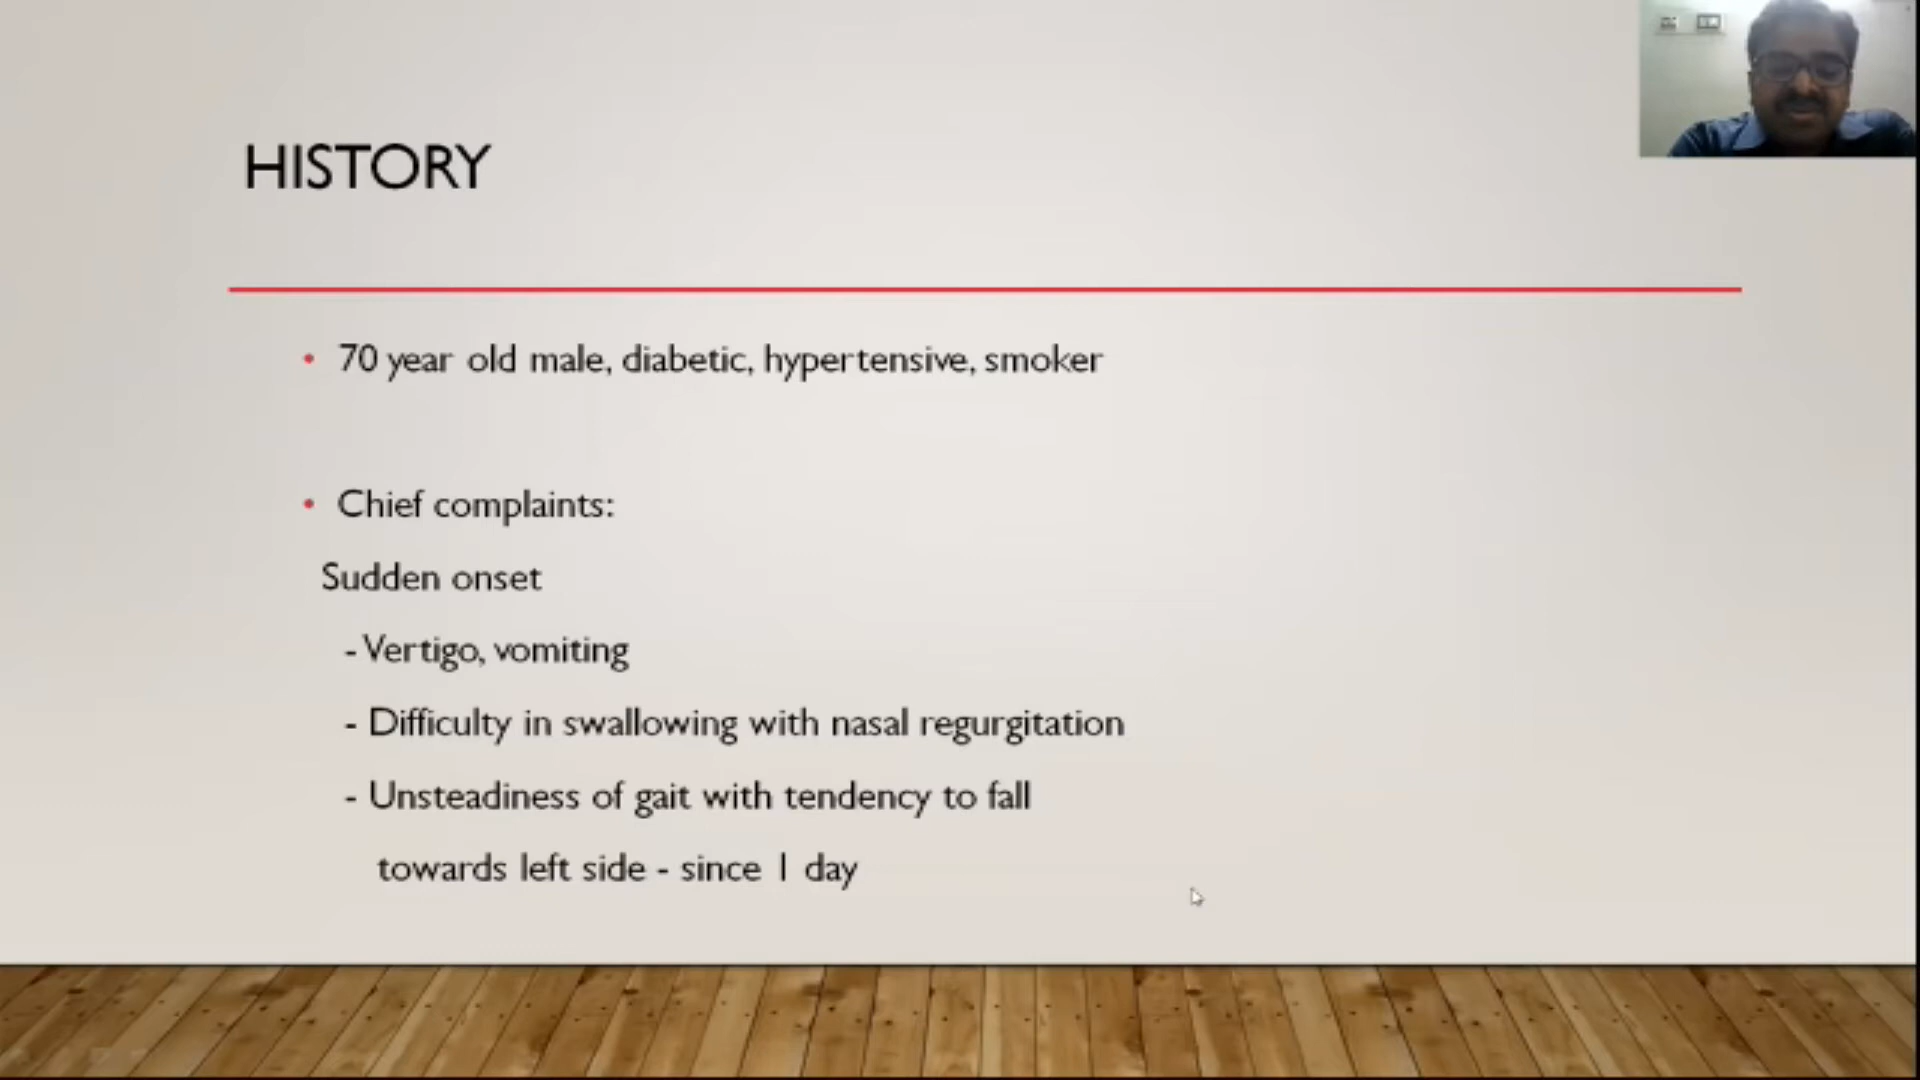 HISTORY
• 70 year old male, diabetic, hypertensive, smoker
• Chief complaints:
Sudden onset
- Vertigo, vomiting
- Difficulty in swallowing with nasal regurgitation
- Unsteadiness of gait with tendency to fall
towards left side - since 1 day